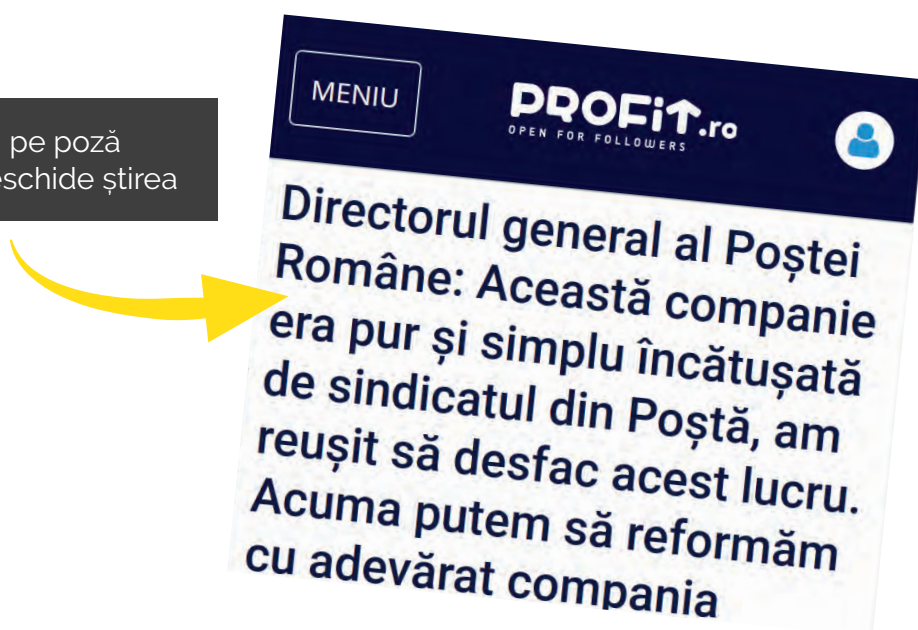 pe poză
eschide știrea
MENIU
PROFIT.ro
OPEN FOR FOLLOWERS
Directorul general al Poștei
Române: Această companie
era pur și simplu încătușată
de sindicatul din Poștă, am
reușit să desfac acest lucru.
Acuma putem să reformăm
cu adevărat compania